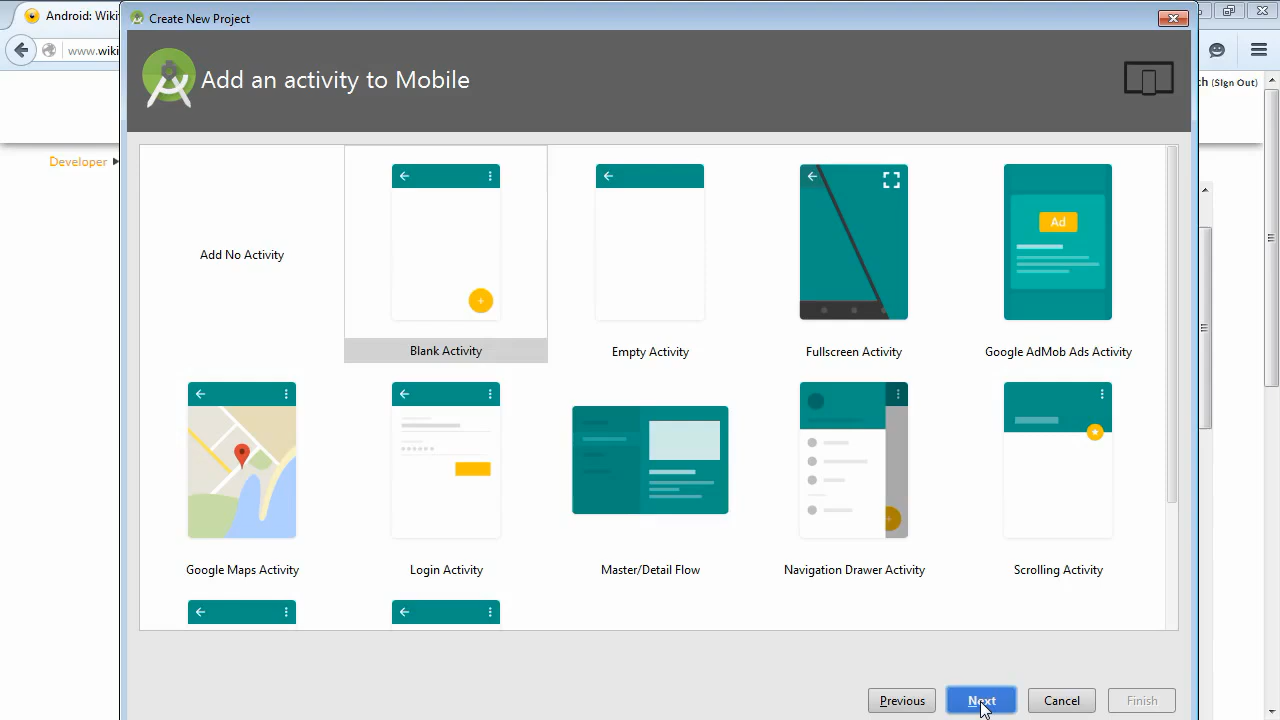 Android: Wiki
Create New Project
www.wiki
Add an activity to Mobile
(Sign Out)
Developer
Ad
Add No Activity
Blank Activity
Empty Activity
Fullscreen Activity
Google AdMob Ads Activity
Google Maps Activity
Login Activity
Master/Detail Flow
Navigation Drawer Activity
Scrolling Activity
Previous
Next
Cancel
Finish